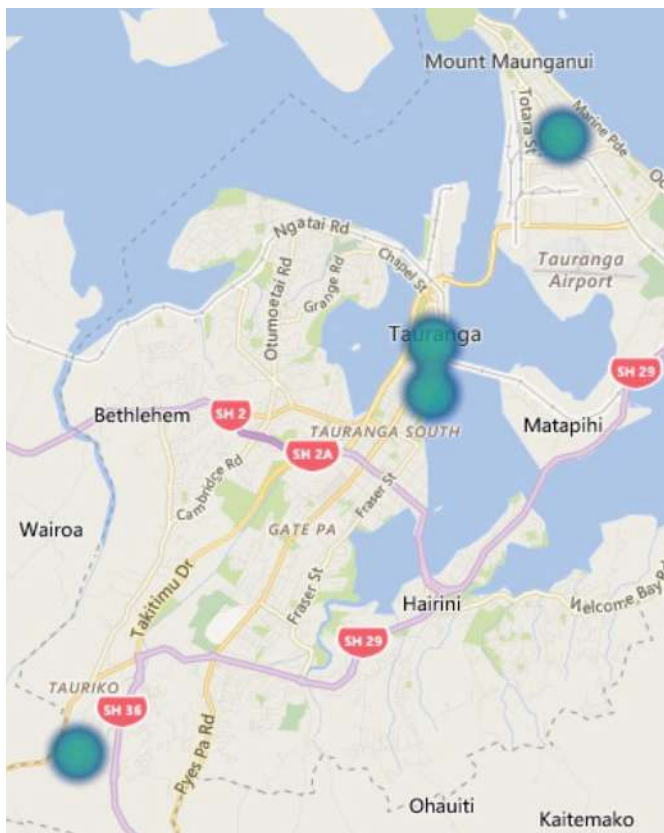 Mount Maunganui
Totara St
Marine Pde
Oc
Ngatai Rd
Chapel St
Otumoetai Rd
Grange Rd
Tauranga
Airport
Tauranga
SH 29
Bethlehem
SH 2
TAURANGA SOUTH
Matapihi
SH 2A
Cambridge Rd
Fraser St
Wairoa
GATE PA
Takitimu Dr
Fraser St
Hairini
Welcome Bay Rd
SH 29
TAURIKO
SH 36
Pyes Pa Rd
Ohauiti
Kaitemako